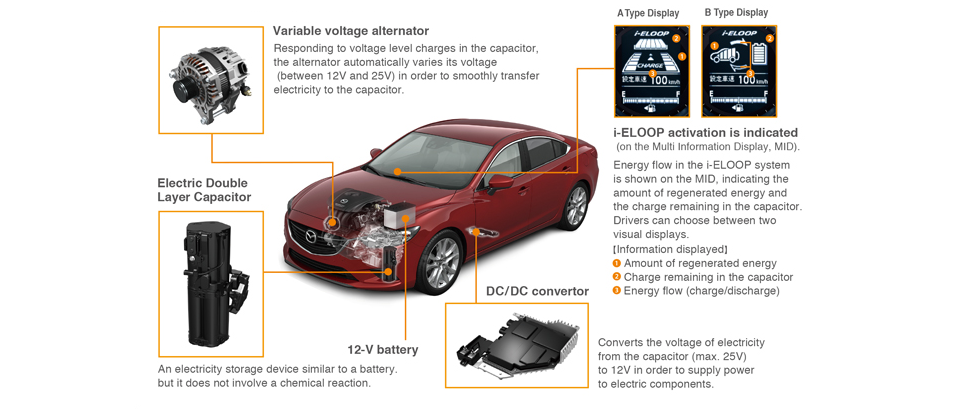 Variable voltage alternator
Responding to voltage level charges in the capacitor,
the alternator automatically varies its voltage
(between 12V and 25V) in order to smoothly transfer
electricity to the capacitor.
Electric Double
Layer Capacitor
An electricity storage device similar to a battery.
but it does not involve a chemical reaction.
12-V battery
DC/DC convertor
Converts the voltage of electricity
from the capacitor (max. 25V)
to 12V in order to supply power
to electric components.
A Type Display
i-ELOOP
2
1
CHARGE
3
設定車速 100 km/h
E F
B Type Display
i-ELOOP
2
1
3
設定車速 100 km/h
E F
i-ELOOP activation is indicated
(on the Multi Information Display, MID).
Energy flow in the i-ELOOP system
is shown on the MID, indicating the
amount of regenerated energy and
the charge remaining in the capacitor.
Drivers can choose between two
visual displays.
【Information displayed】
❶ Amount of regenerated energy
❷ Charge remaining in the capacitor
❸ Energy flow (charge/discharge)